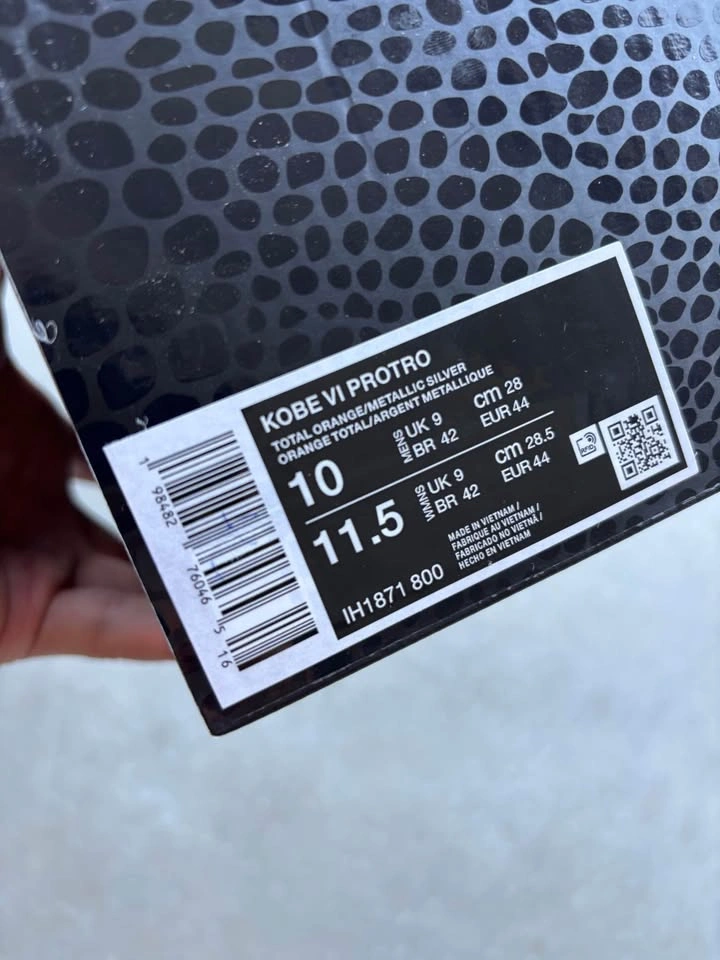 KOBE VI PROTRO
TOTAL ORANGE/METALLIC SILVER
ORANGE TOTAL/ARGENT METALLIQUE
10
MENS
UK 9
BR 42
cm 28
EUR 44
11.5
WMNS
UK 9
BR 42
cm 28.5
EUR 44
RFID
IH1871 800
MADE IN VIETNAM /
FABRIQUE AU VIETNAM /
FABRICADO NO VIETNÃ /
HECHO EN VIETNAM
1 98482 76046 5 16